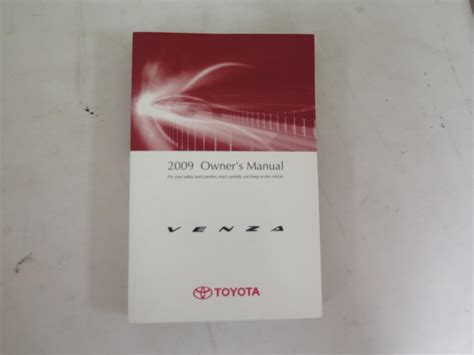 2009 Owner's Manual
For your safety and comfort, read carefully and keep in the vehicle.
VENZA
TOYOTA